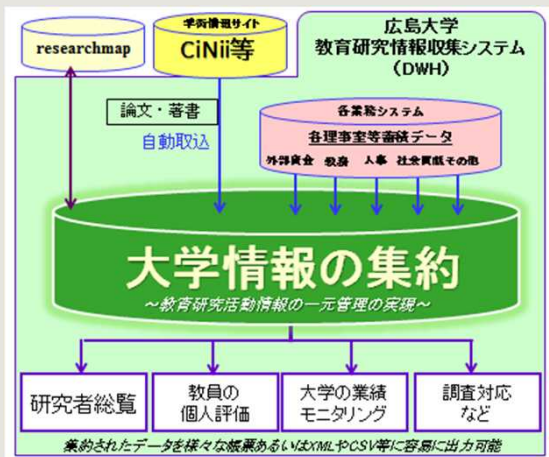 広島大学
教育研究情報収集システム
（DWH）
researchmap
学術情報サイト
CiNii等
論文・著書
自動取込
各業務システム
各理事室等蓄積データ
外部資金 教務 人事 社会貢献 その他
大学情報の集約
～教育研究活動情報の一元管理の実現～
研究者総覧
教員の
個人評価
大学の業績
モニタリング
調査対応
など
集約されたデータを様々な帳票あるいはXMLやCSV等に容易に出力可能